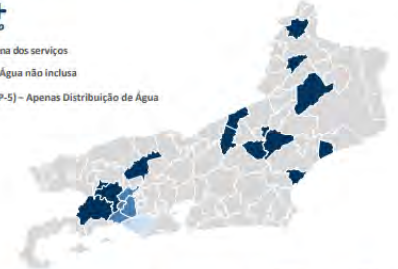 na dos serviços
Água não inclusa
P-5) – Apenas Distribuição de Água